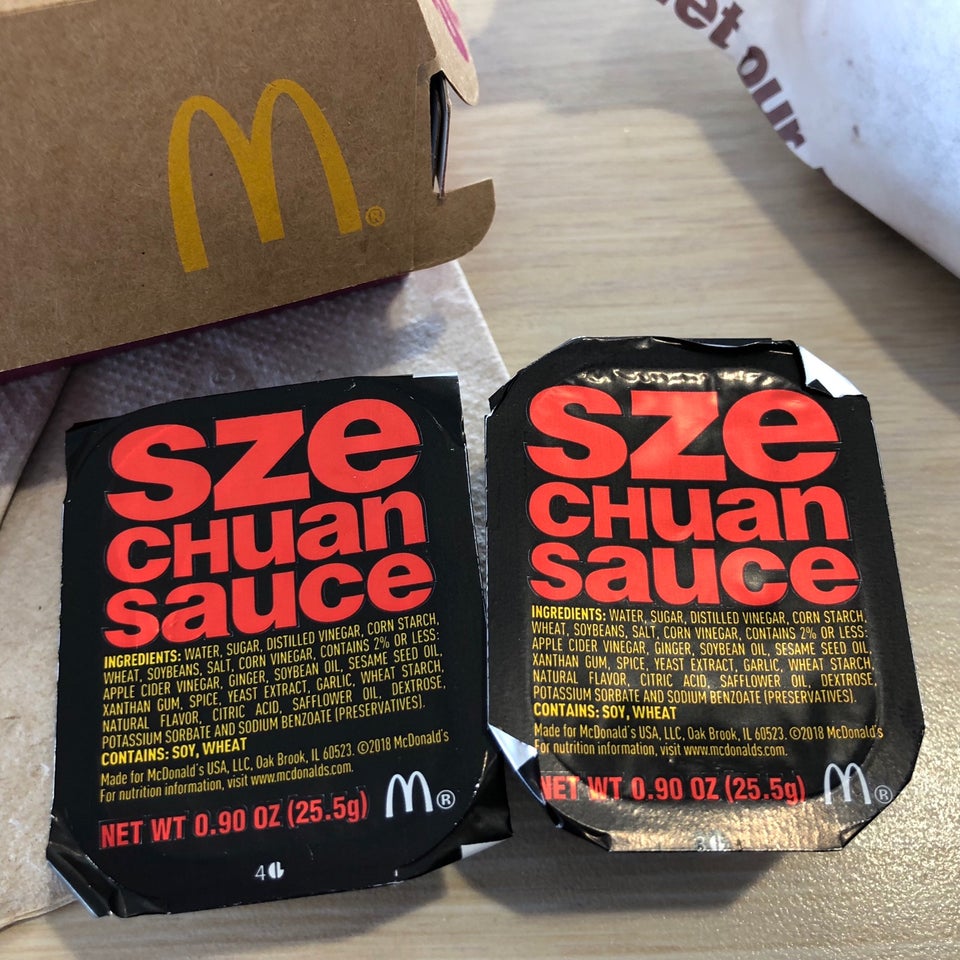 M®
et our
sze
CHuan
sauce
INGREDIENTS: WATER, SUGAR, DISTILLED VINEGAR, CORN STARCH,
WHEAT, SOYBEANS, SALT, CORN VINEGAR, CONTAINS 2% OR LESS:
APPLE CIDER VINEGAR, GINGER, SOYBEAN OIL, SESAME SEED OIL,
XANTHAN GUM, SPICE, YEAST EXTRACT, GARLIC, WHEAT STARCH,
NATURAL FLAVOR, CITRIC ACID, SAFFLOWER OIL, DEXTROSE,
POTASSIUM SORBATE AND SODIUM BENZOATE (PRESERVATIVES).
CONTAINS: SOY, WHEAT
Made for McDonald's USA, LLC, Oak Brook, IL 60523. ©2018 McDonald's
For nutrition information, visit www.mcdonalds.com.
NET WT 0.90 OZ (25.5g) M®
4
sze
CHuan
sauce
INGREDIENTS: WATER, SUGAR, DISTILLED VINEGAR, CORN STARCH,
WHEAT, SOYBEANS, SALT, CORN VINEGAR, CONTAINS 2% OR LESS:
APPLE CIDER VINEGAR, GINGER, SOYBEAN OIL, SESAME SEED OIL,
XANTHAN GUM, SPICE, YEAST EXTRACT, GARLIC, WHEAT STARCH,
NATURAL FLAVOR, CITRIC ACID, SAFFLOWER OIL, DEXTROSE,
POTASSIUM SORBATE AND SODIUM BENZOATE (PRESERVATIVES).
CONTAINS: SOY, WHEAT
Made for McDonald's USA, LLC, Oak Brook, IL 60523. ©2018 McDonald's
For nutrition information, visit www.mcdonalds.com.
NET WT 0.90 OZ (25.5g) M®